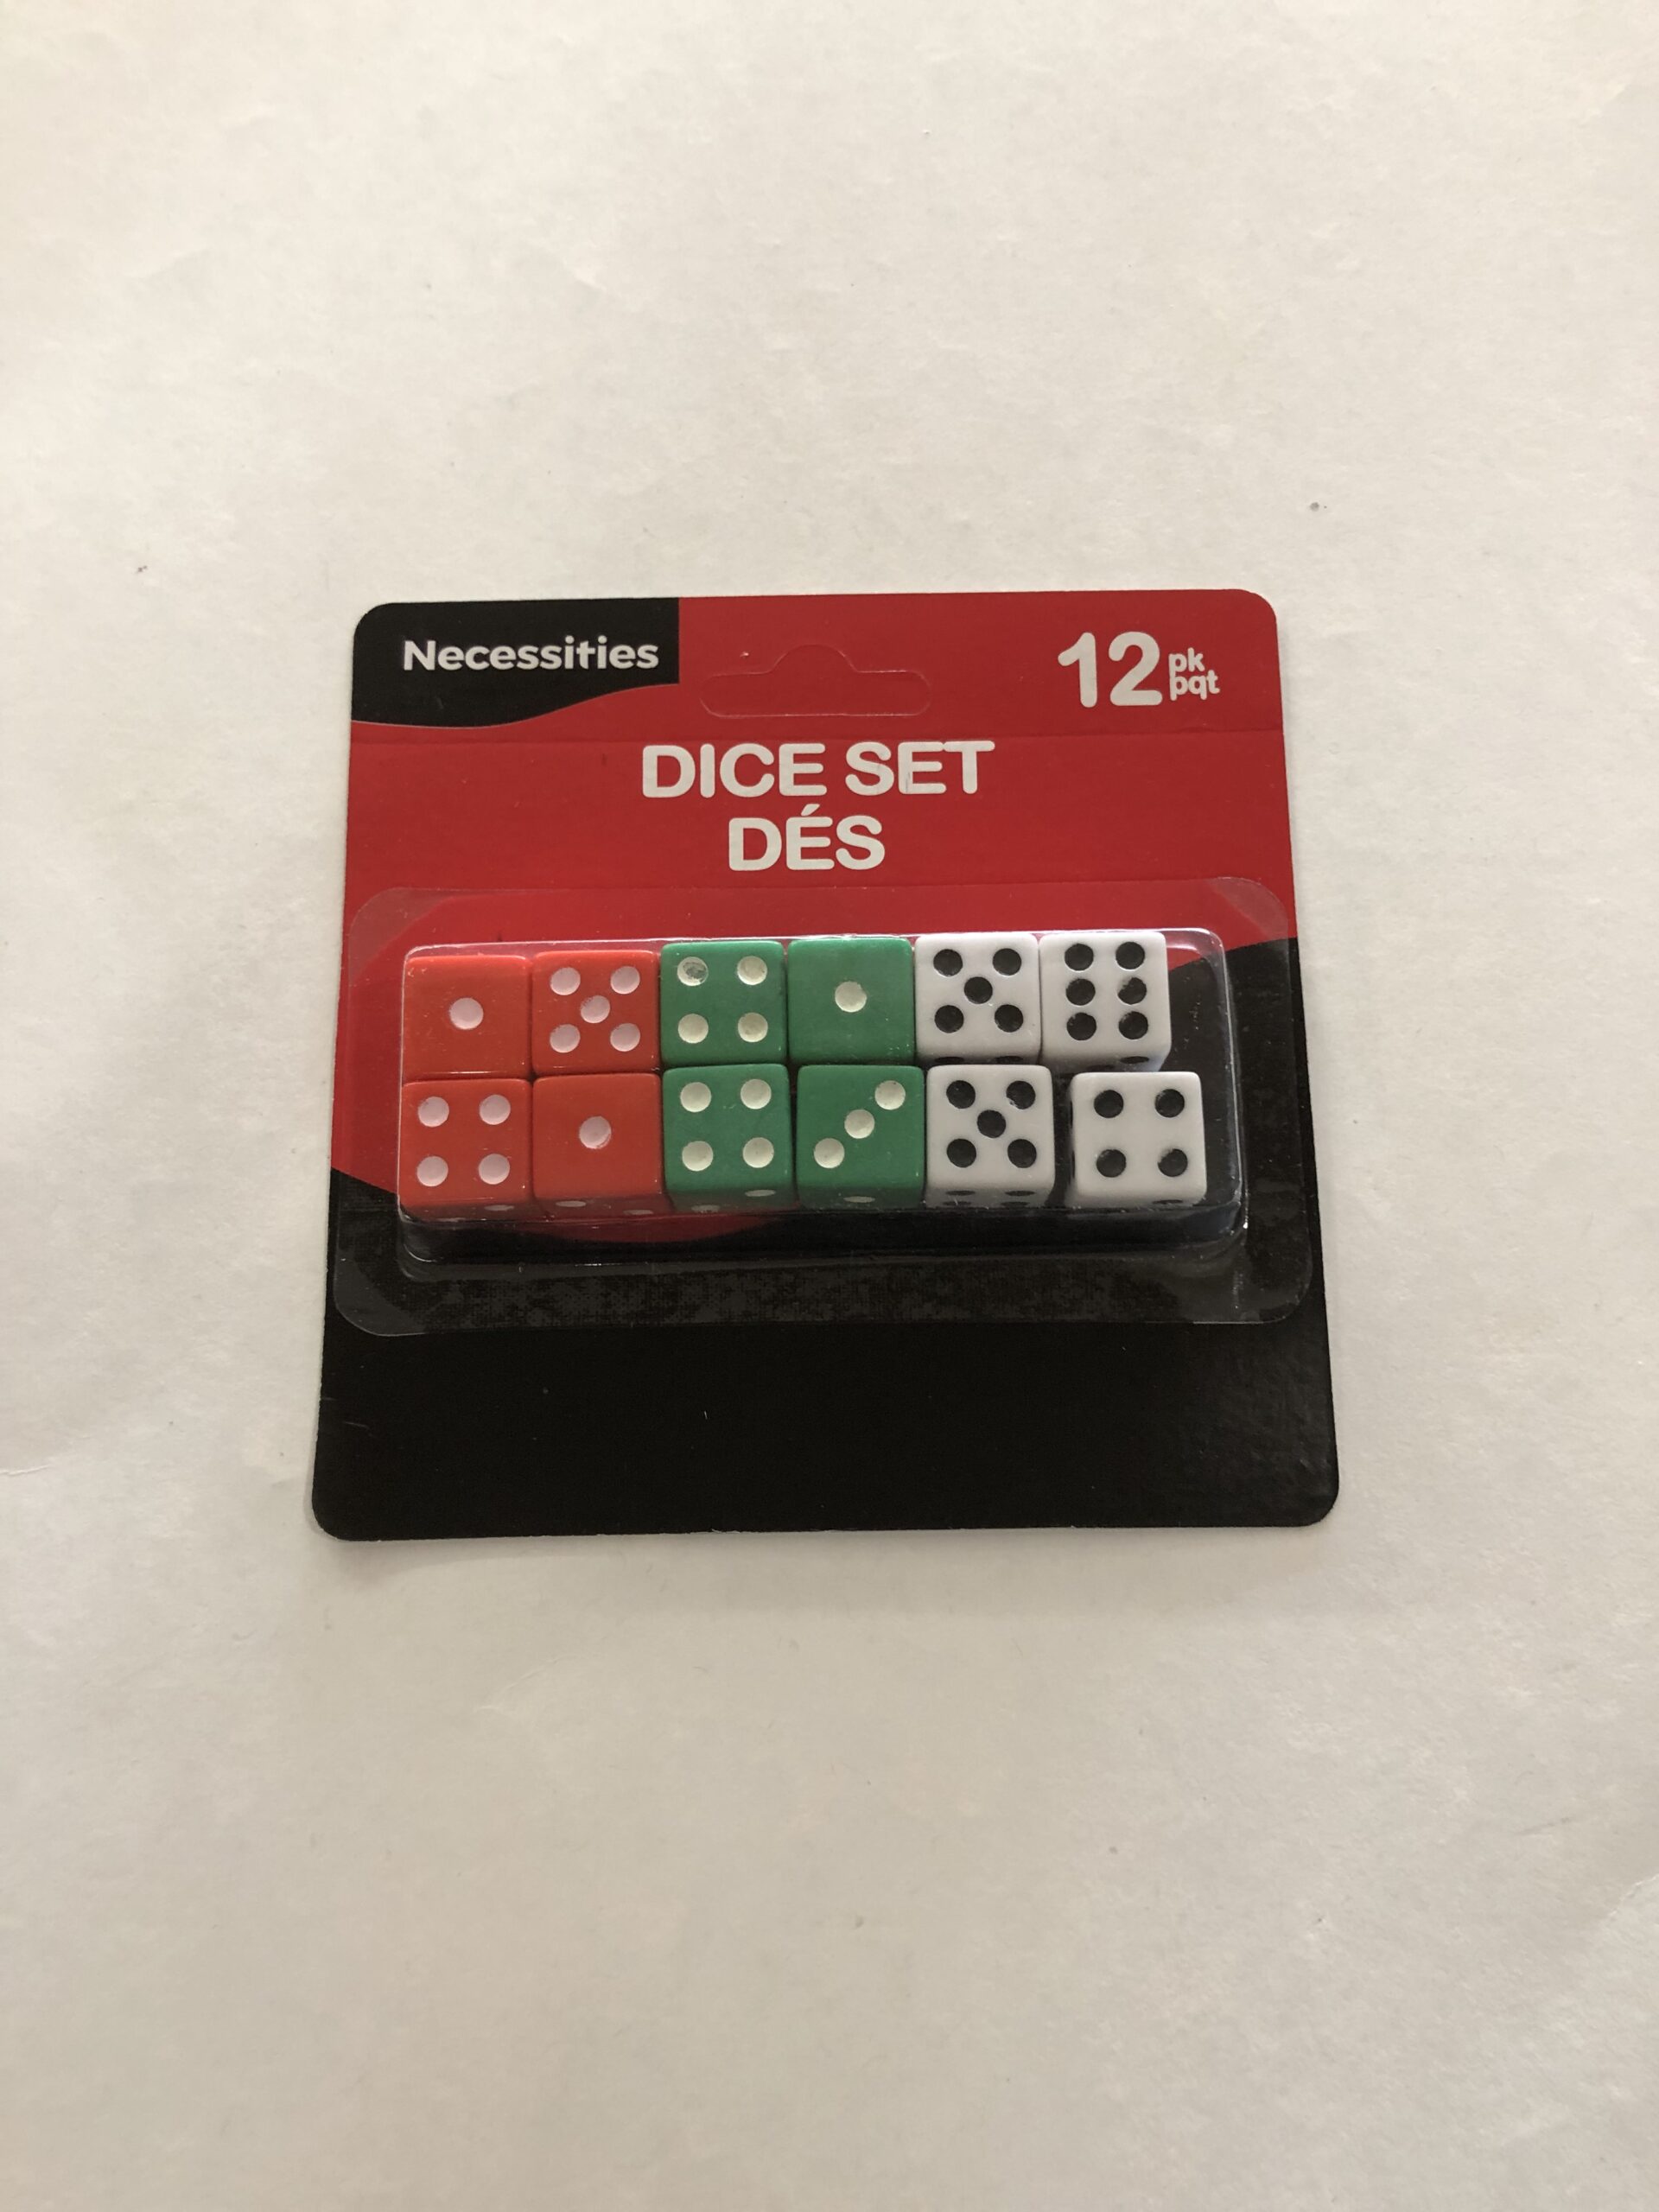 Necessities
12 pk
pqt
DICE SET
DÉS